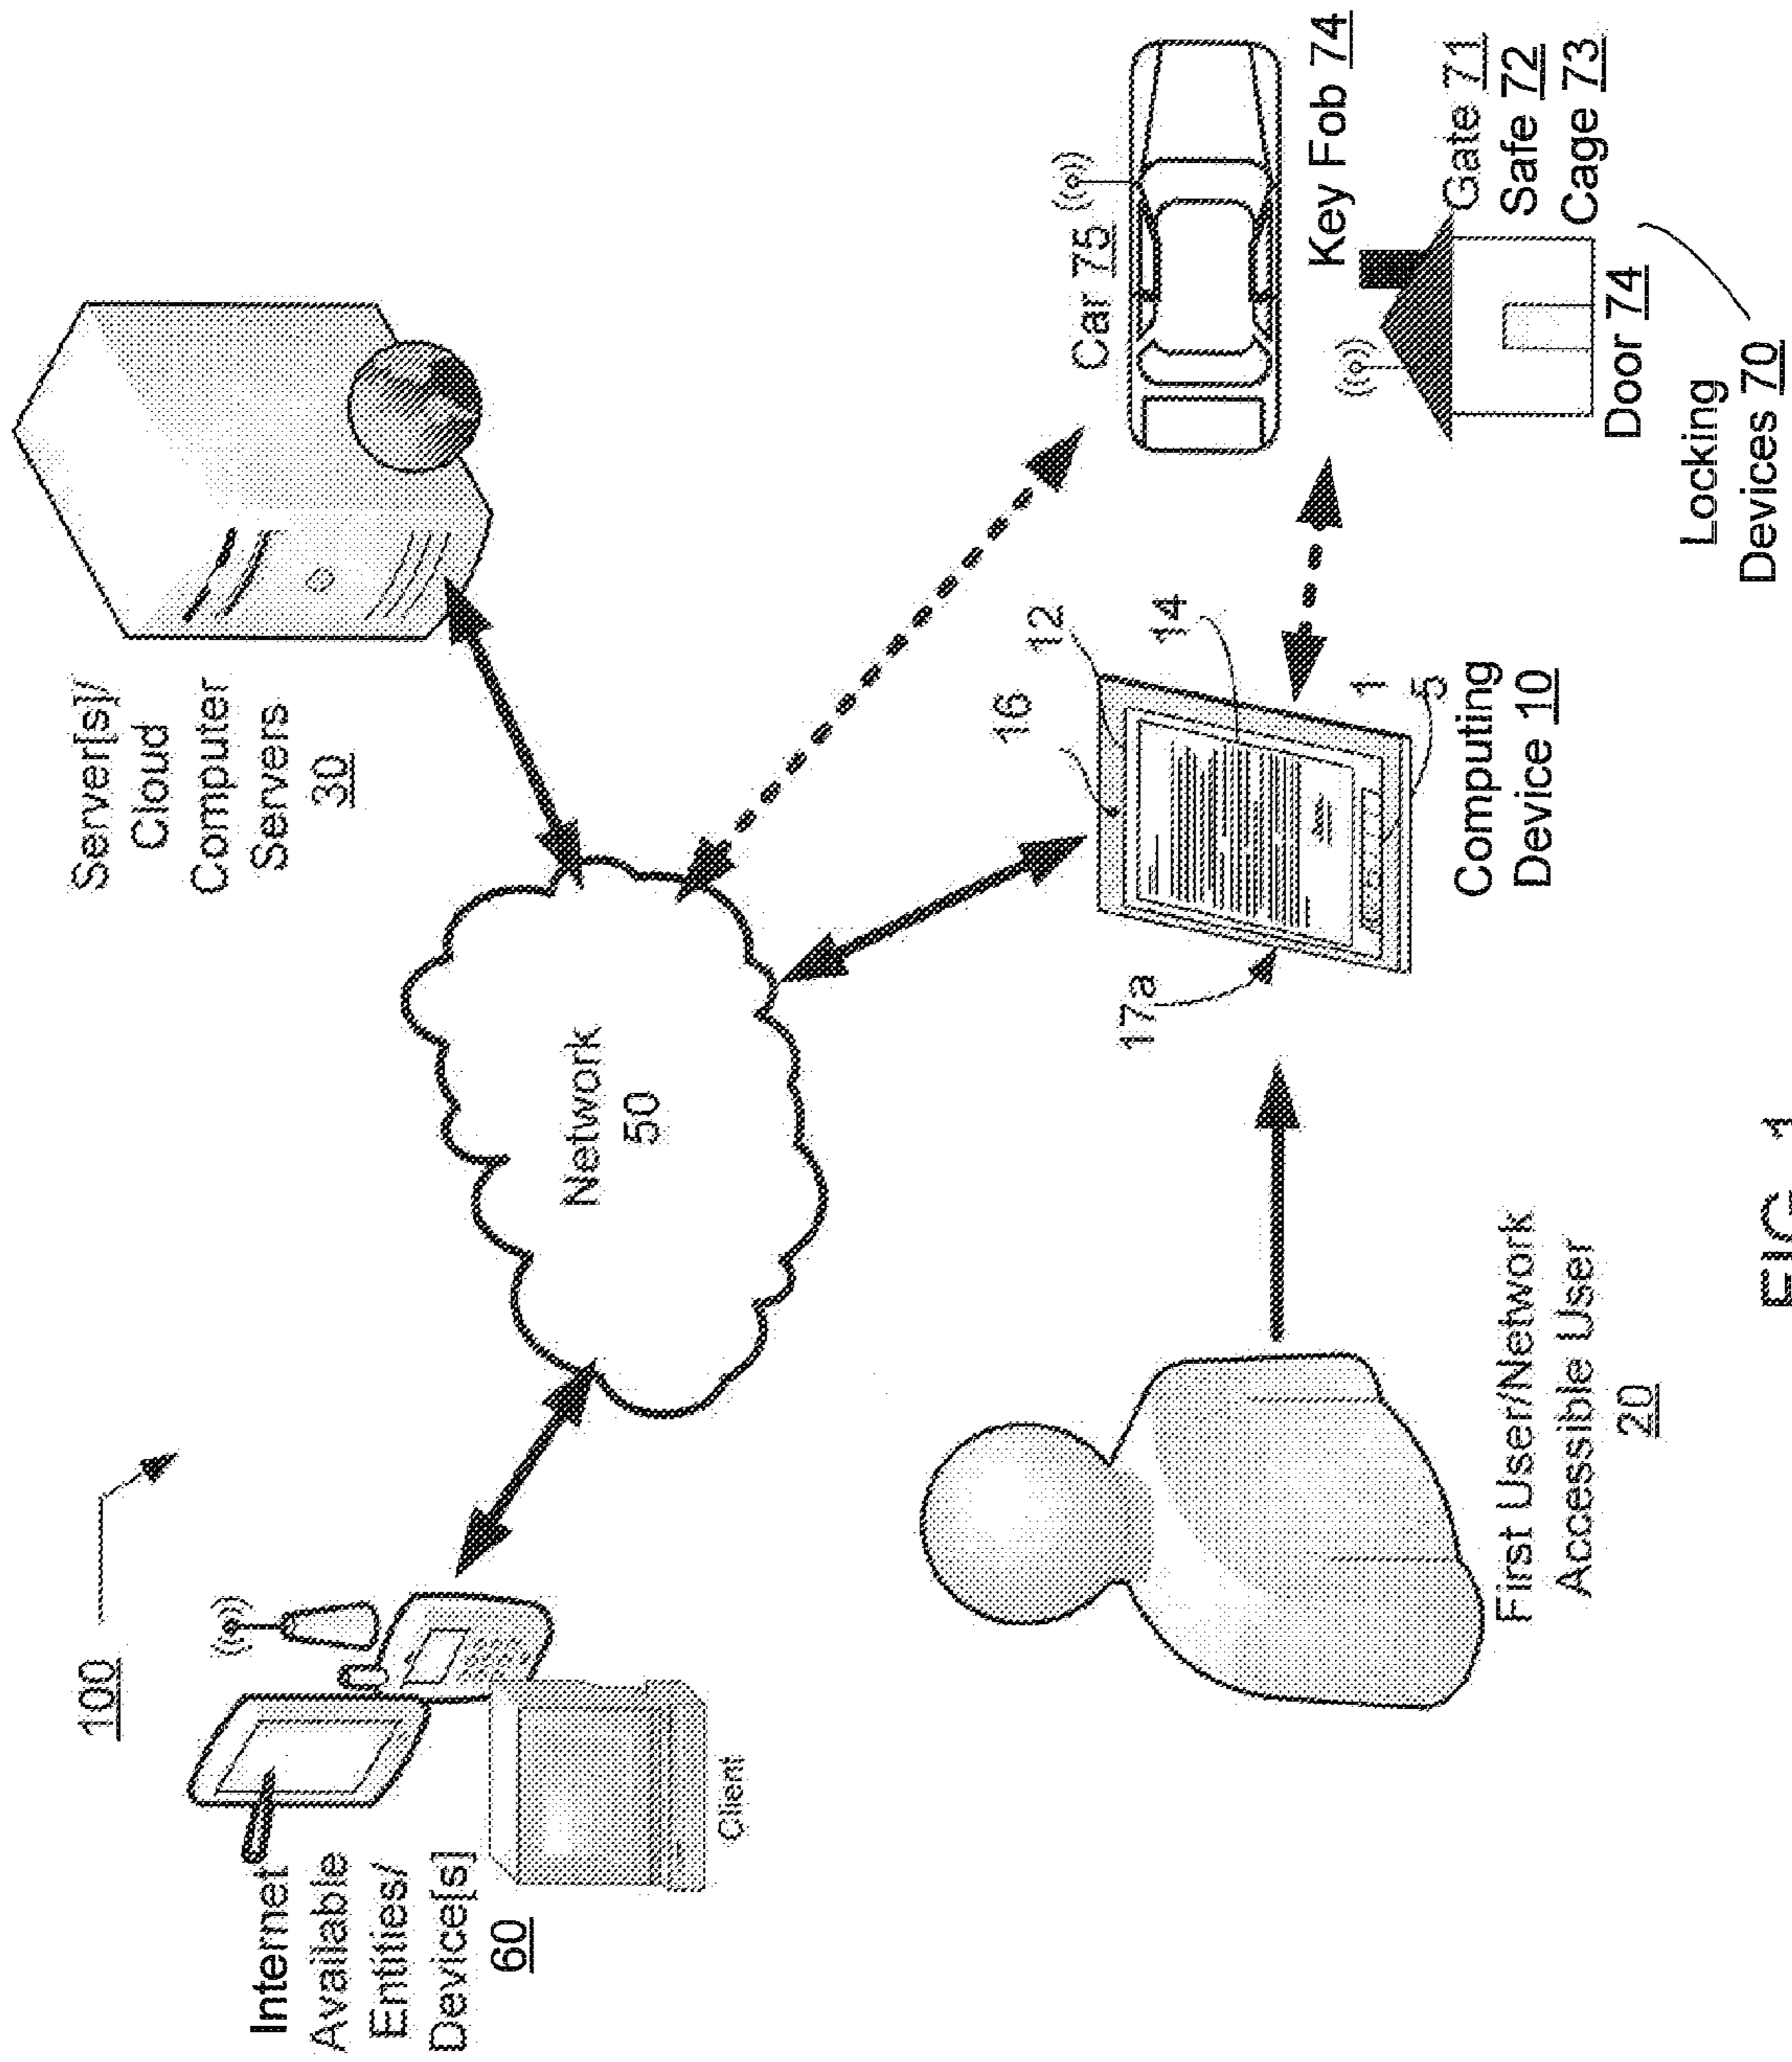 100
Internet
Available
Entities/
Device[s]
60
Client
Network
50
Server[s]/
Cloud
Computer
Servers
30
First User/Network
Accessible User
20
17a
16
12
14
1
5
Computing
Device 10
Car 75
Key Fob 74
Gate 71
Safe 72
Cage 73
Door 74
Locking
Devices 70
FIG. 1